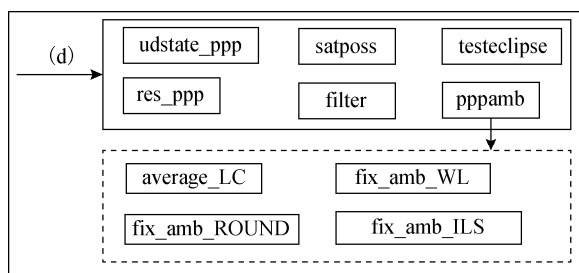 (d)
udstate_ppp satposs testeclipse
res_ppp filter pppamb
average_LC fix_amb_WL
fix_amb_ROUND fix_amb_ILS